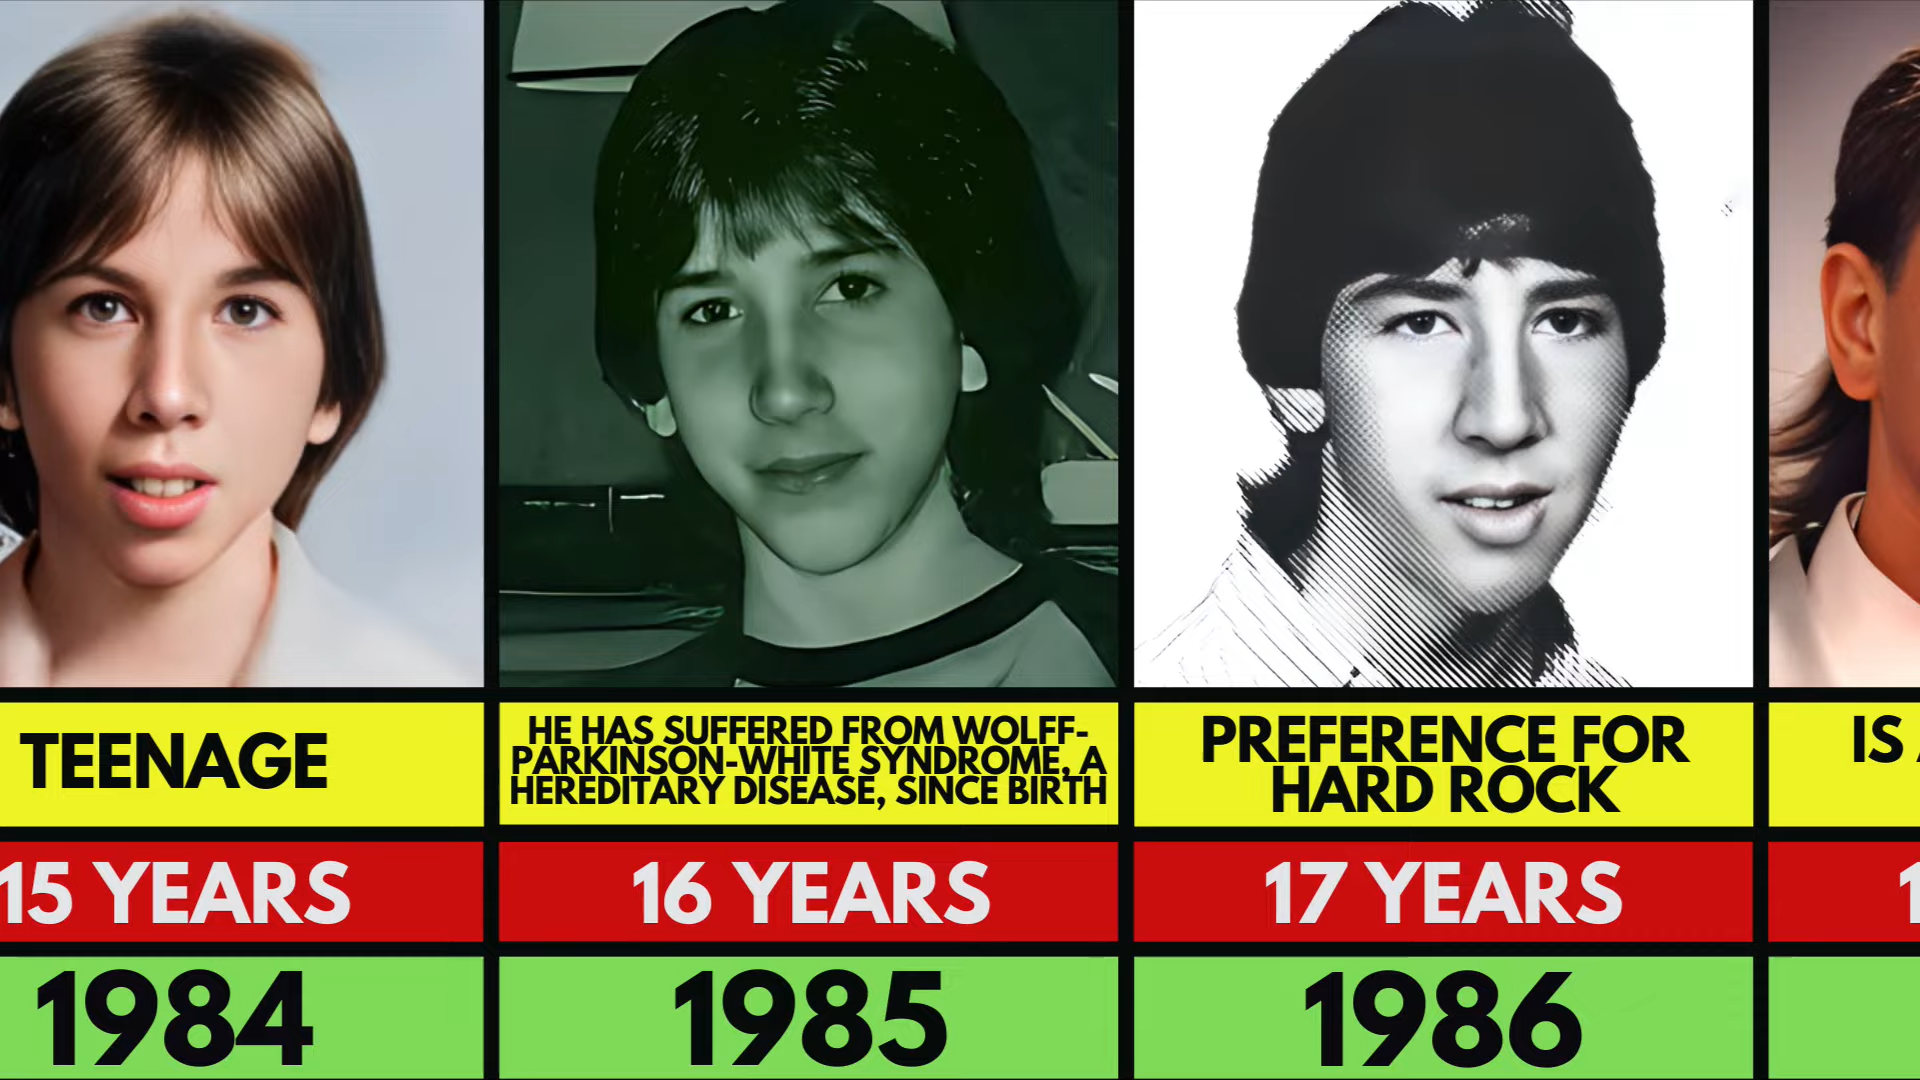 TEENAGE
15 YEARS
1984
HE HAS SUFFERED FROM WOLFF-
PARKINSON-WHITE SYNDROME, A
HEREDITARY DISEASE, SINCE BIRTH
16 YEARS
1985
PREFERENCE FOR
HARD ROCK
17 YEARS
1986
IS
1